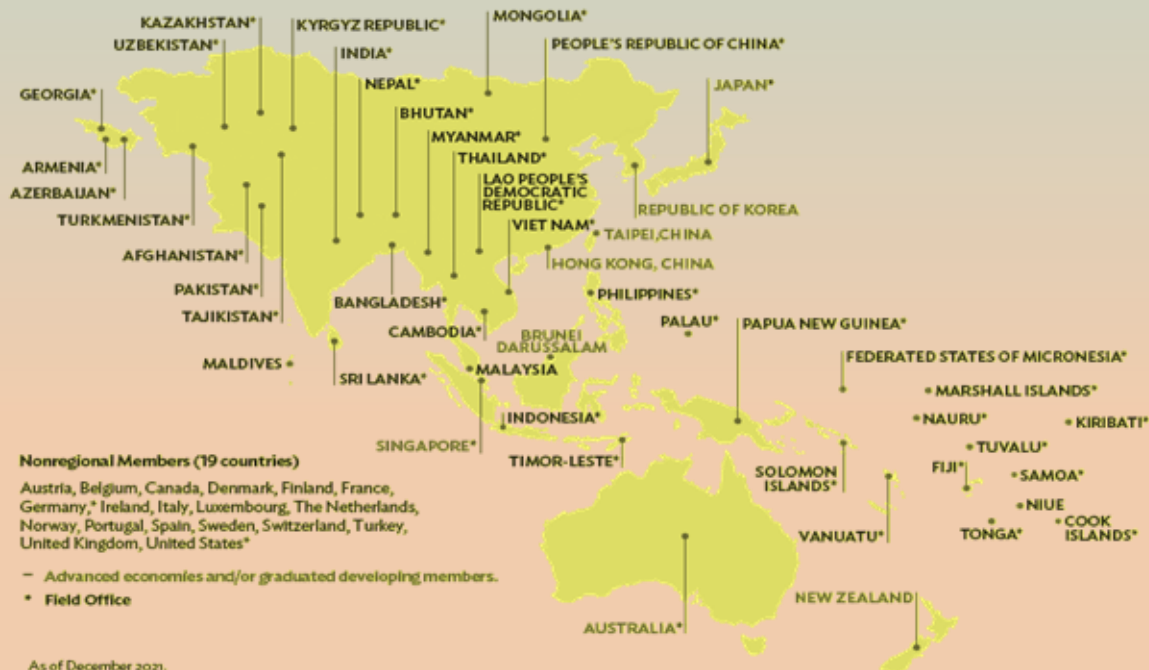 KAZAKHSTAN*
KYRGYZ REPUBLIC*
MONGOLIA*
UZBEKISTAN*
INDIA*
PEOPLE'S REPUBLIC OF CHINA*
NEPAL*
JAPAN*
GEORGIA*
BHUTAN*
MYANMAR*
THAILAND*
ARMENIA*
LAO PEOPLE'S
DEMOCRATIC
REPUBLIC*
AZERBAIJAN*
REPUBLIC OF KOREA
TURKMENISTAN*
VIET NAM*
TAIPEI,CHINA
AFGHANISTAN*
HONG KONG, CHINA
PAKISTAN*
PHILIPPINES*
BANGLADESH*
TAJIKISTAN*
PALAU*
PAPUA NEW GUINEA*
CAMBODIA*
BRUNEI
DARUSSALAM
FEDERATED STATES OF MICRONESIA*
MALDIVES
MALAYSIA
SRI LANKA*
MARSHALL ISLANDS*
INDONESIA*
NAURU*
KIRIBATI*
SINGAPORE*
TUVALU*
TIMOR-LESTE*
SOLOMON
ISLANDS*
FIJI*
SAMOA*
NIUE
VANUATU*
TONGA*
COOK
ISLANDS*
Nonregional Members (19 countries)
Austria, Belgium, Canada, Denmark, Finland, France,
Germany,* Ireland, Italy, Luxembourg, The Netherlands,
Norway, Portugal, Spain, Sweden, Switzerland, Turkey,
United Kingdom, United States*
– Advanced economies and/or graduated developing members.
* Field Office
NEW ZEALAND
AUSTRALIA*
As of December 2021.